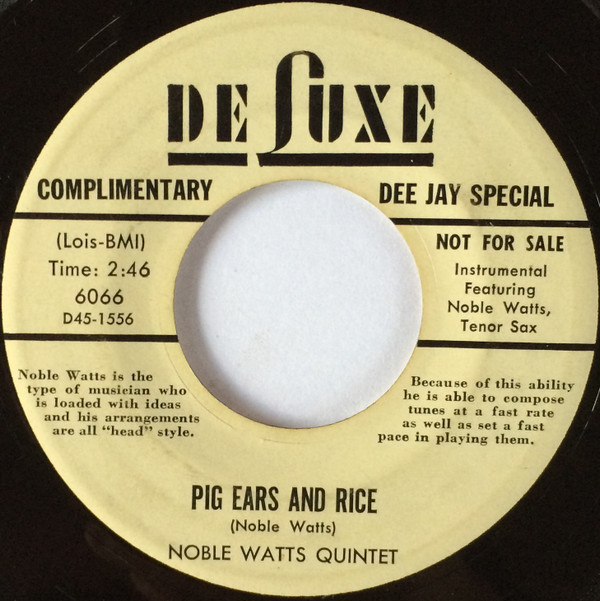 DELUXE
COMPLIMENTARY
DEE JAY SPECIAL
(Lois-BMI)
Time: 2:46
6066
D45-1556
NOT FOR SALE
Instrumental
Featuring
Noble Watts,
Tenor Sax
Noble Watts is the
type of musician who
is loaded with ideas
and his arrangements
are all "head" style.
Because of this ability
he is able to compose
tunes at a fast rate
as well as set a fast
pace in playing them.
PIG EARS AND RICE
(Noble Watts)
NOBLE WATTS QUINTET